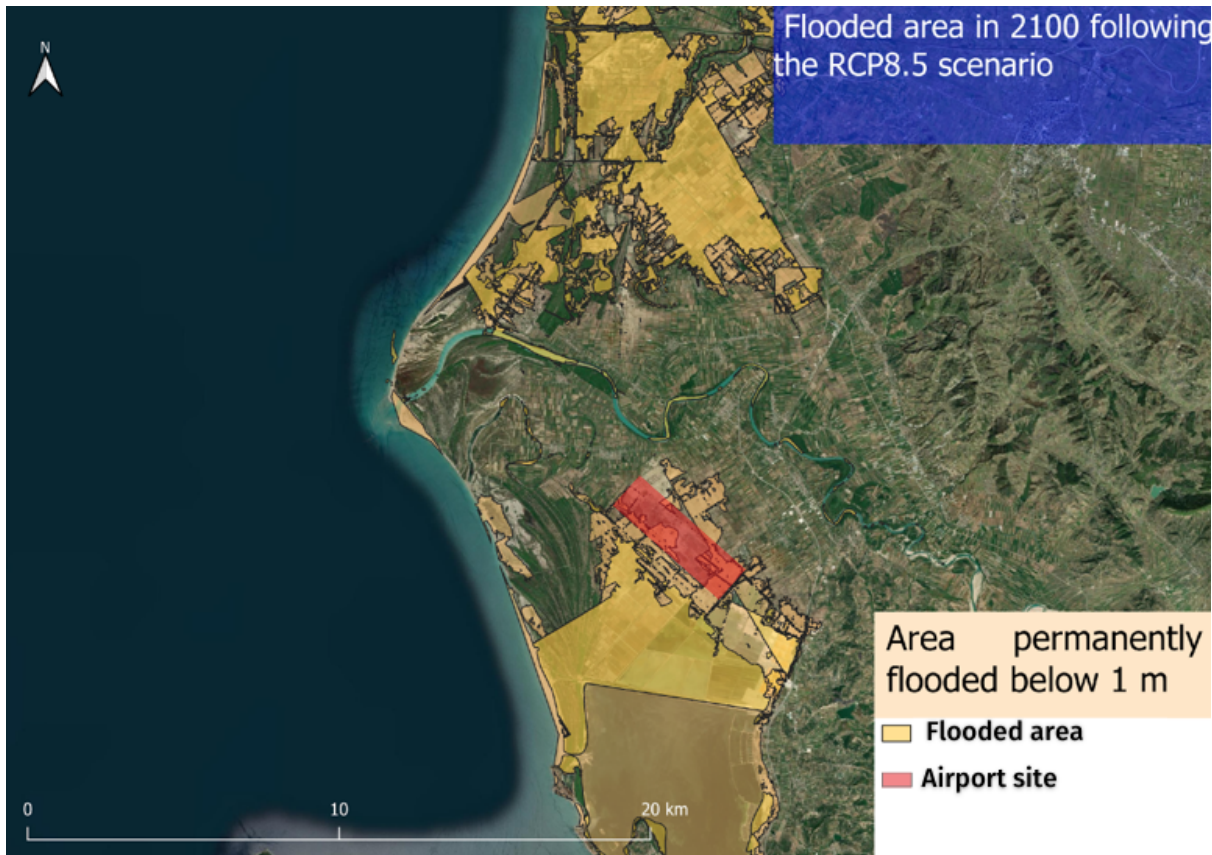 Flooded area in 2100 following
the RCP8.5 scenario
N
Area permanently
flooded below 1 m
Flooded area
Airport site
0
10
20 km